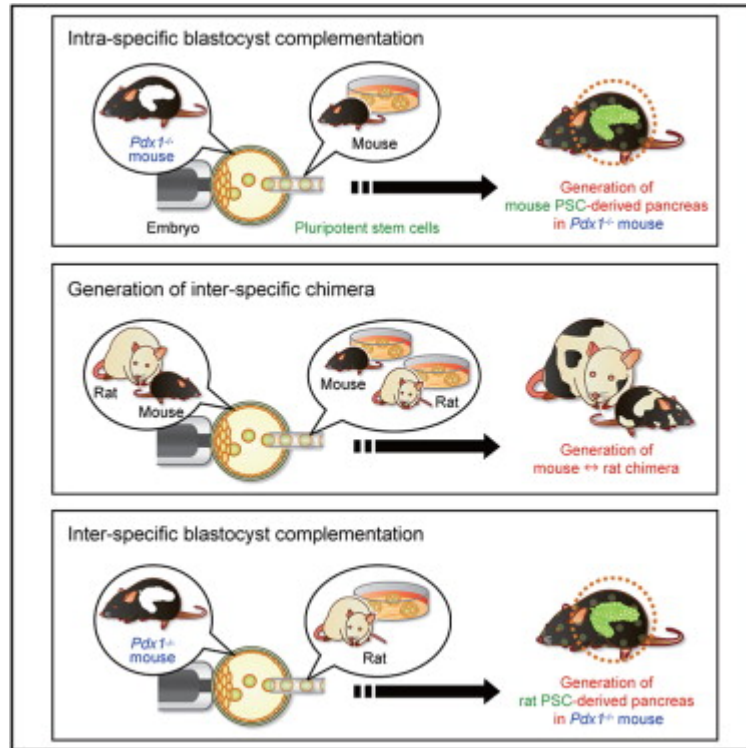 Intra-specific blastocyst complementation
Pdx1-/-
mouse
Mouse
Embryo
Pluripotent stem cells
Generation of
mouse PSC-derived pancreas
in Pdx1-/- mouse
Generation of inter-specific chimera
Rat
Mouse
Mouse
Rat
Generation of
mouse ↔ rat chimera
Inter-specific blastocyst complementation
Pdx1-/-
mouse
Rat
Generation of
rat PSC-derived pancreas
in Pdx1-/- mouse